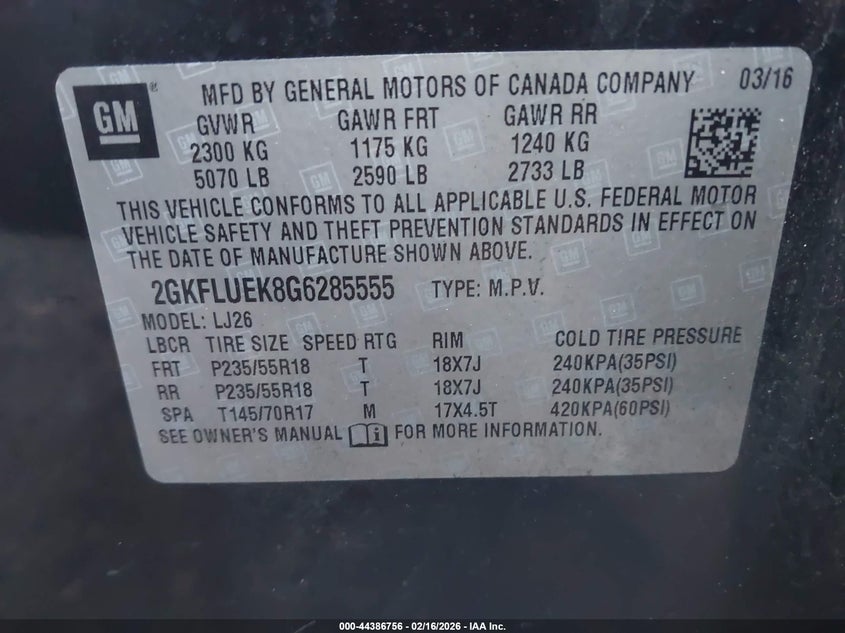 GM ®
MFD BY GENERAL MOTORS OF CANADA COMPANY 03/16
GVWR GAWR FRT GAWR RR
2300 KG 1175 KG 1240 KG
5070 LB 2590 LB 2733 LB
THIS VEHICLE CONFORMS TO ALL APPLICABLE U.S. FEDERAL MOTOR
VEHICLE SAFETY AND THEFT PREVENTION STANDARDS IN EFFECT ON
THE DATE OF MANUFACTURE SHOWN ABOVE.
2GKFLUEK8G6285555 TYPE: M.P.V.
MODEL: LJ26
LBCR TIRE SIZE SPEED RTG RIM COLD TIRE PRESSURE
FRT P235/55R18 T 18X7J 240KPA(35PSI)
RR P235/55R18 T 18X7J 240KPA(35PSI)
SPA T145/70R17 M 17X4.5T 420KPA(60PSI)
SEE OWNER'S MANUAL i FOR MORE INFORMATION.
000-44386756 - 02/16/2026 - IAA Inc.